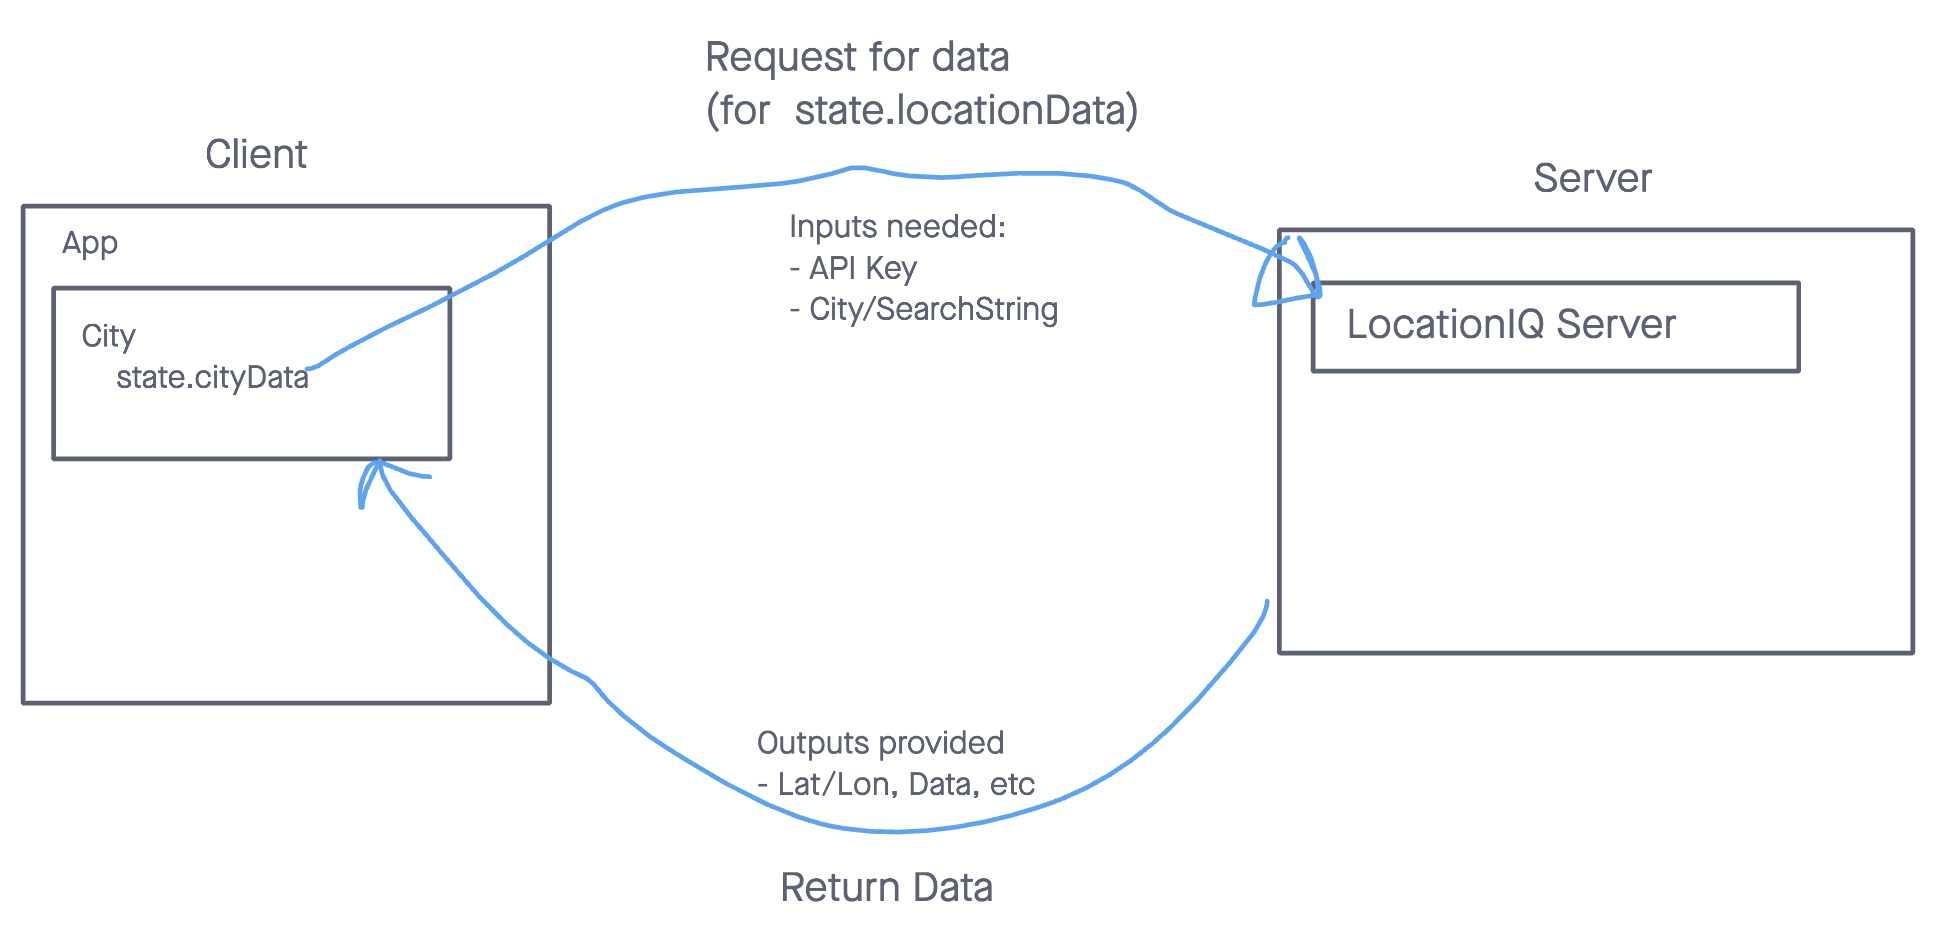 Request for data
(for state.locationData)
Client
Server
App
City
state.cityData
Inputs needed:
- API Key
- City/SearchString
LocationIQ Server
Outputs provided
- Lat/Lon, Data, etc
Return Data